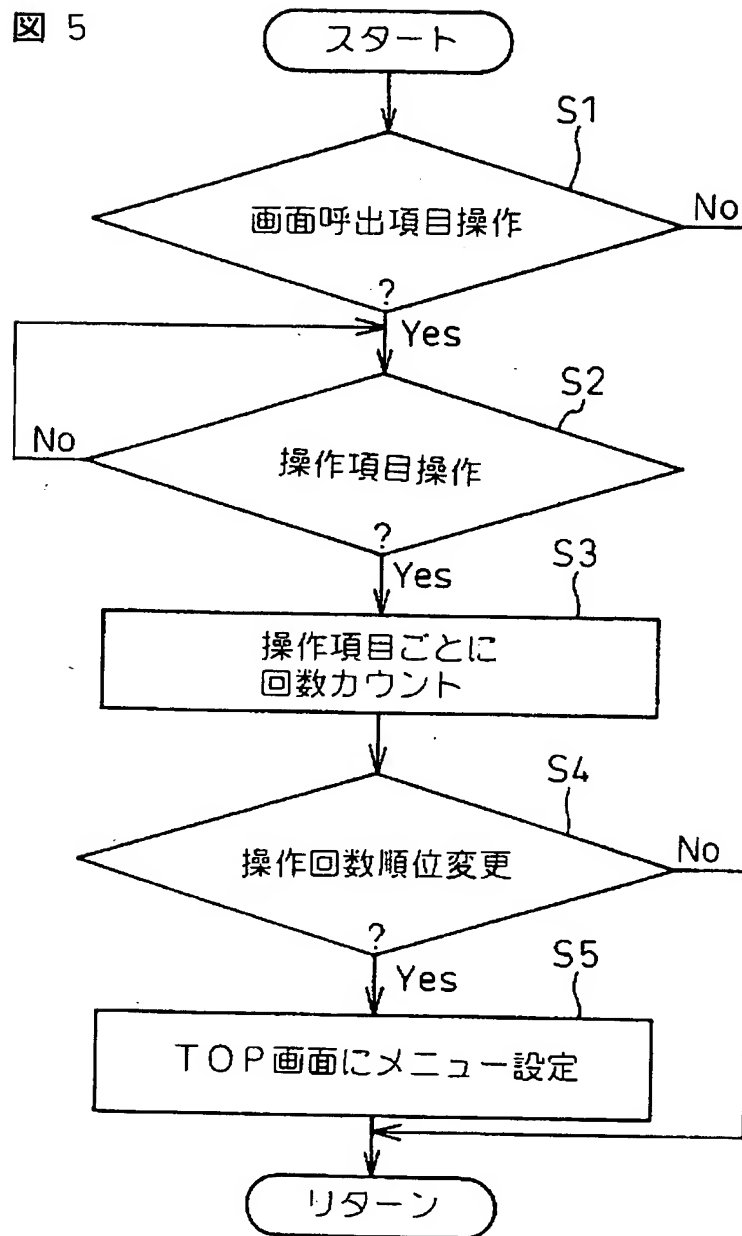 図 5
スタート
S1
画面呼出項目操作
?
No
Yes
S2
操作項目操作
?
No
Yes
S3
操作項目ごとに
回数カウント
S4
操作回数順位変更
?
No
Yes
S5
TOP画面にメニュー設定
リターン